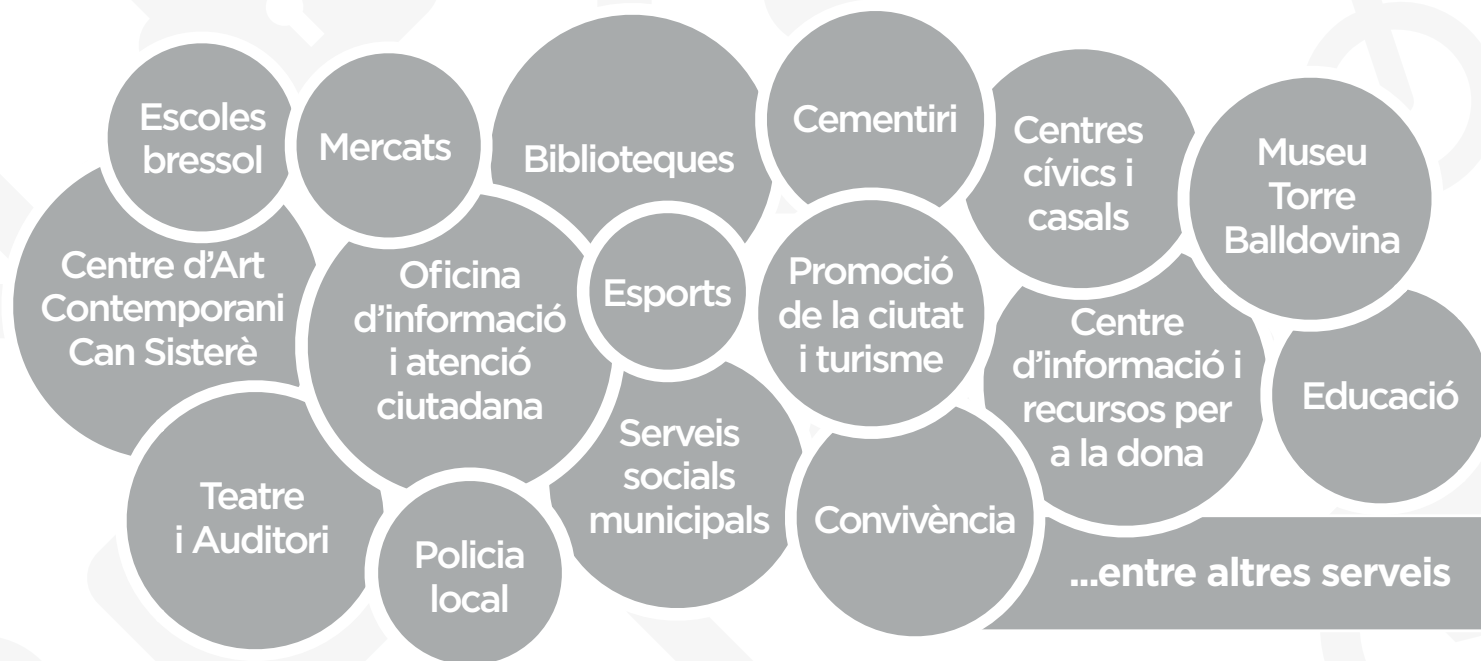 Escoles
bressol
Mercats
Biblioteques
Cementiri
Centres
cívics i
casals
Museu
Torre
Balldovina
Centre d'Art
Contemporani
Can Sisterè
Oficina
d'informació
i atenció
ciutadana
Esports
Promoció
de la ciutat
i turisme
Centre
d'informació i
recursos per
a la dona
Educació
Teatre
i Auditori
Policia
local
Serveis
socials
municipals
Convivència
...entre altres serveis